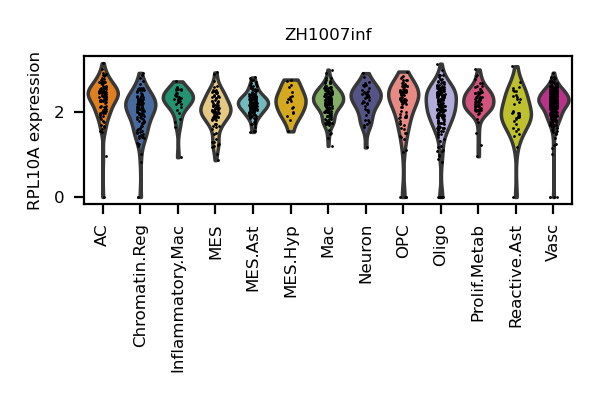 ZH1007inf
RPL10A expression
2
0
AC
Chromatin.Reg
Inflammatory.Mac
MES
MES.Ast
MES.Hyp
Mac
Neuron
OPC
Oligo
Prolif.Metab
Reactive.Ast
Vasc